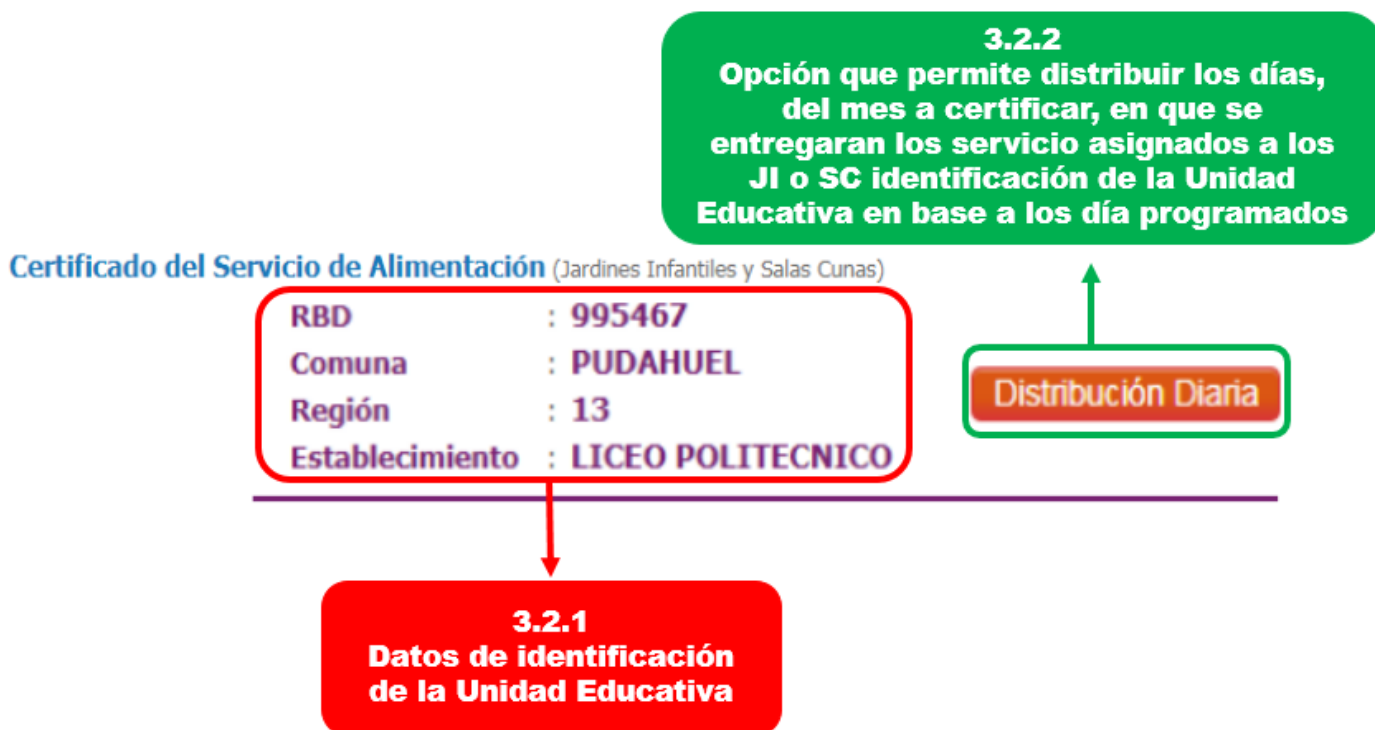 3.2.2
Opción que permite distribuir los días,
del mes a certificar, en que se
entregaran los servicio asignados a los
JI o SC identificación de la Unidad
Educativa en base a los día programados
Certificado del Servicio de Alimentación (Jardines Infantiles y Salas Cunas)
RBD : 995467
Comuna : PUDAHUEL
Región : 13
Establecimiento : LICEO POLITECNICO
Distribución Diaria
3.2.1
Datos de identificación
de la Unidad Educativa